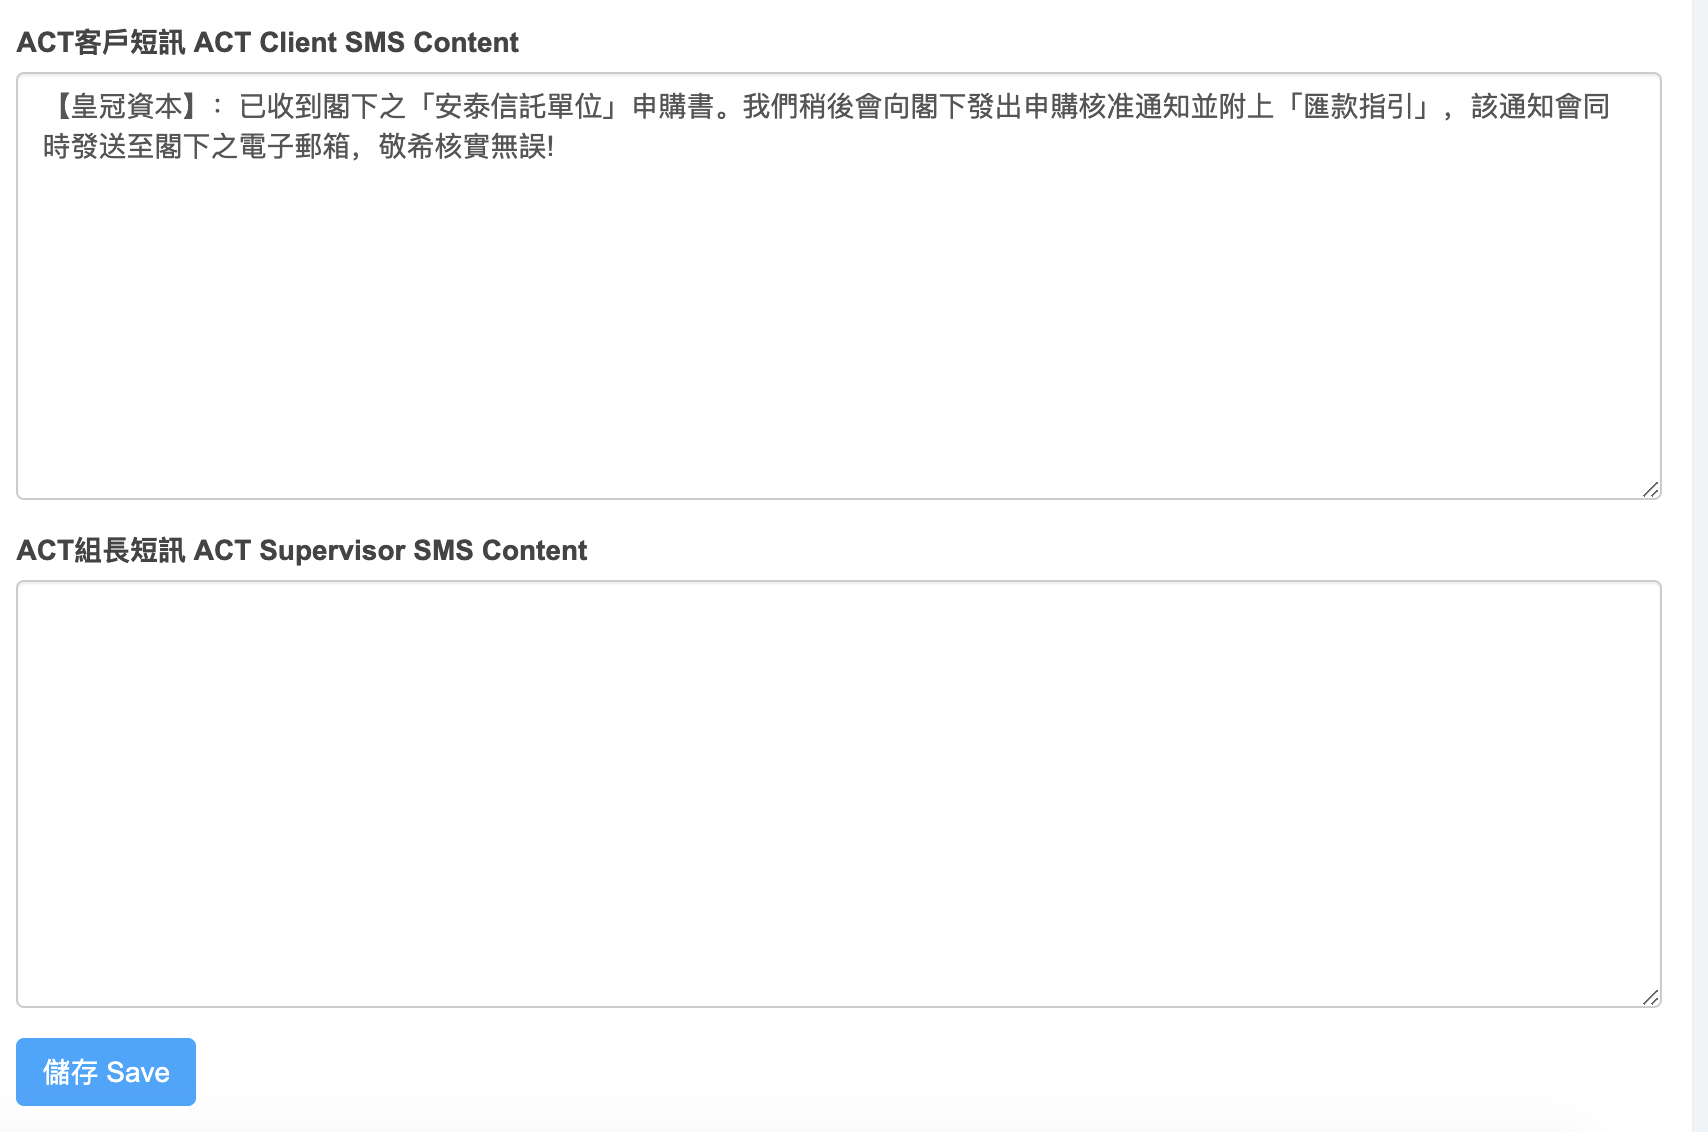 ACT客戶短訊 ACT Client SMS Content
【皇冠資本】：已收到閣下之「安泰信託單位」申購書。我們稍後會向閣下發出申購核准通知並附上「匯款指引」，該通知會同
時發送至閣下之電子郵箱，敬希核實無誤!
ACT組長短訊 ACT Supervisor SMS Content
儲存 Save